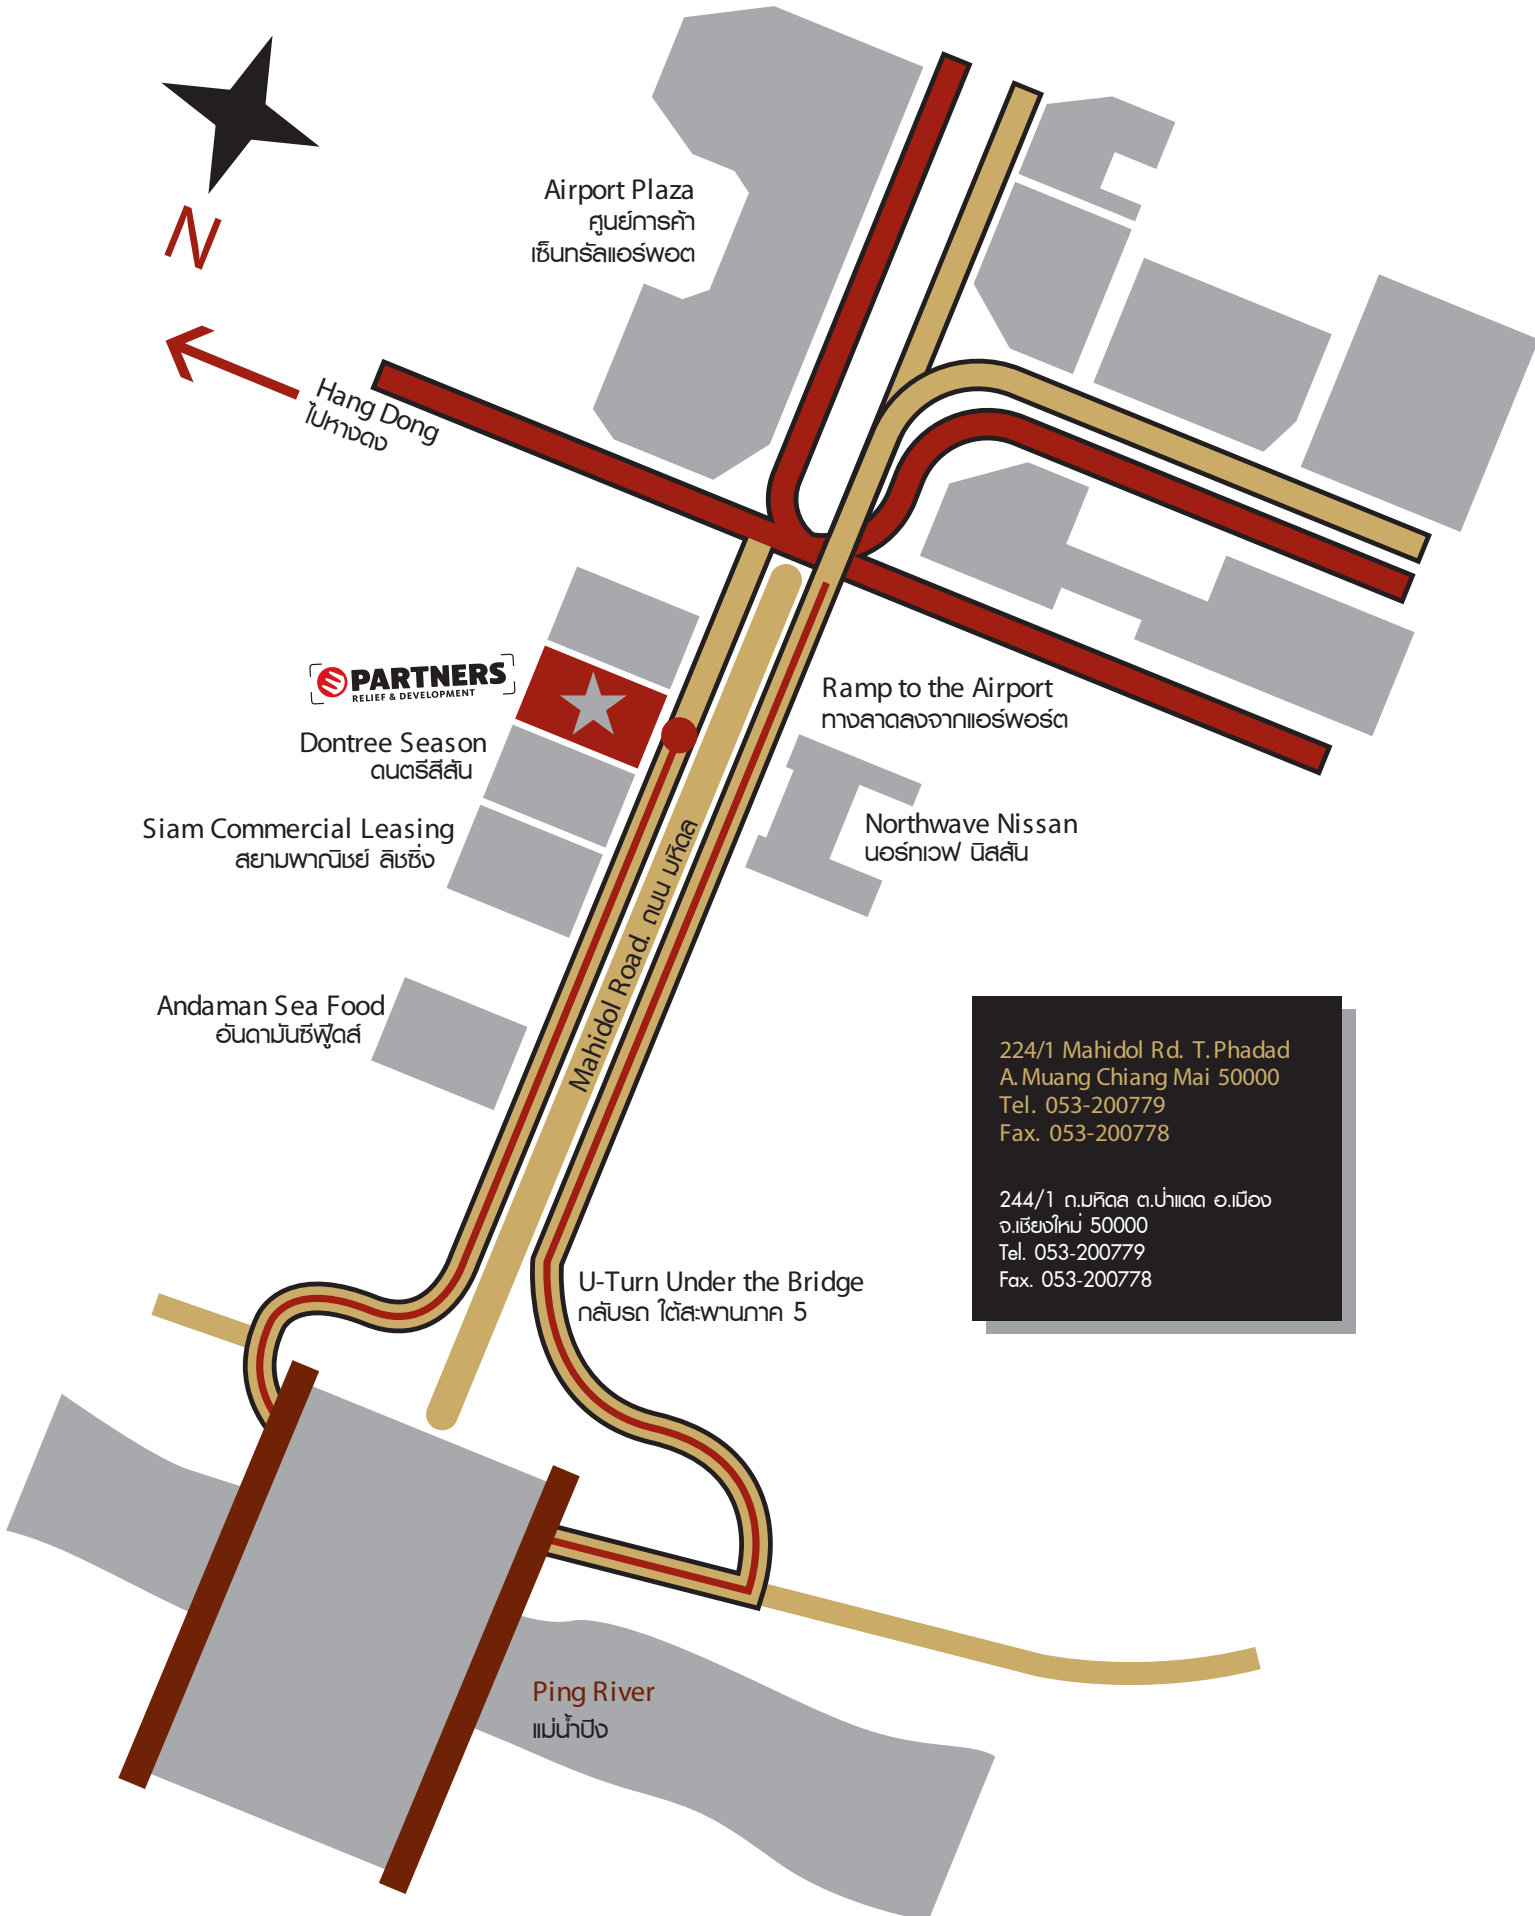 N
Airport Plaza
ศูนย์การค้า
เซ็นทรัลแอร์พอต
Hang Dong
ไปหางดง
PARTNERS
RELIEF & DEVELOPMENT
Dontree Season
ดนตรีสีสัน
Siam Commercial Leasing
สยามพาณิชย์ ลิซซิ่ง
Andaman Sea Food
อันดามันซีฟู๊ดส์
Ramp to the Airport
ทางลาดลงจากแอร์พอร์ต
Northwave Nissan
นอร์ทเวฟ นิสสัน
Mahidol Road. ถนน มหิดล
224/1 Mahidol Rd. T. Phadad
A. Muang Chiang Mai 50000
Tel. 053-200779
Fax. 053-200778
244/1 ถ.มหิดล ต.ป่าแดด อ.เมือง
จ.เชียงใหม่ 50000
Tel. 053-200779
Fax. 053-200778
U-Turn Under the Bridge
กลับรถ ใต้สะพานภาค 5
Ping River
แม่น้ำปิง